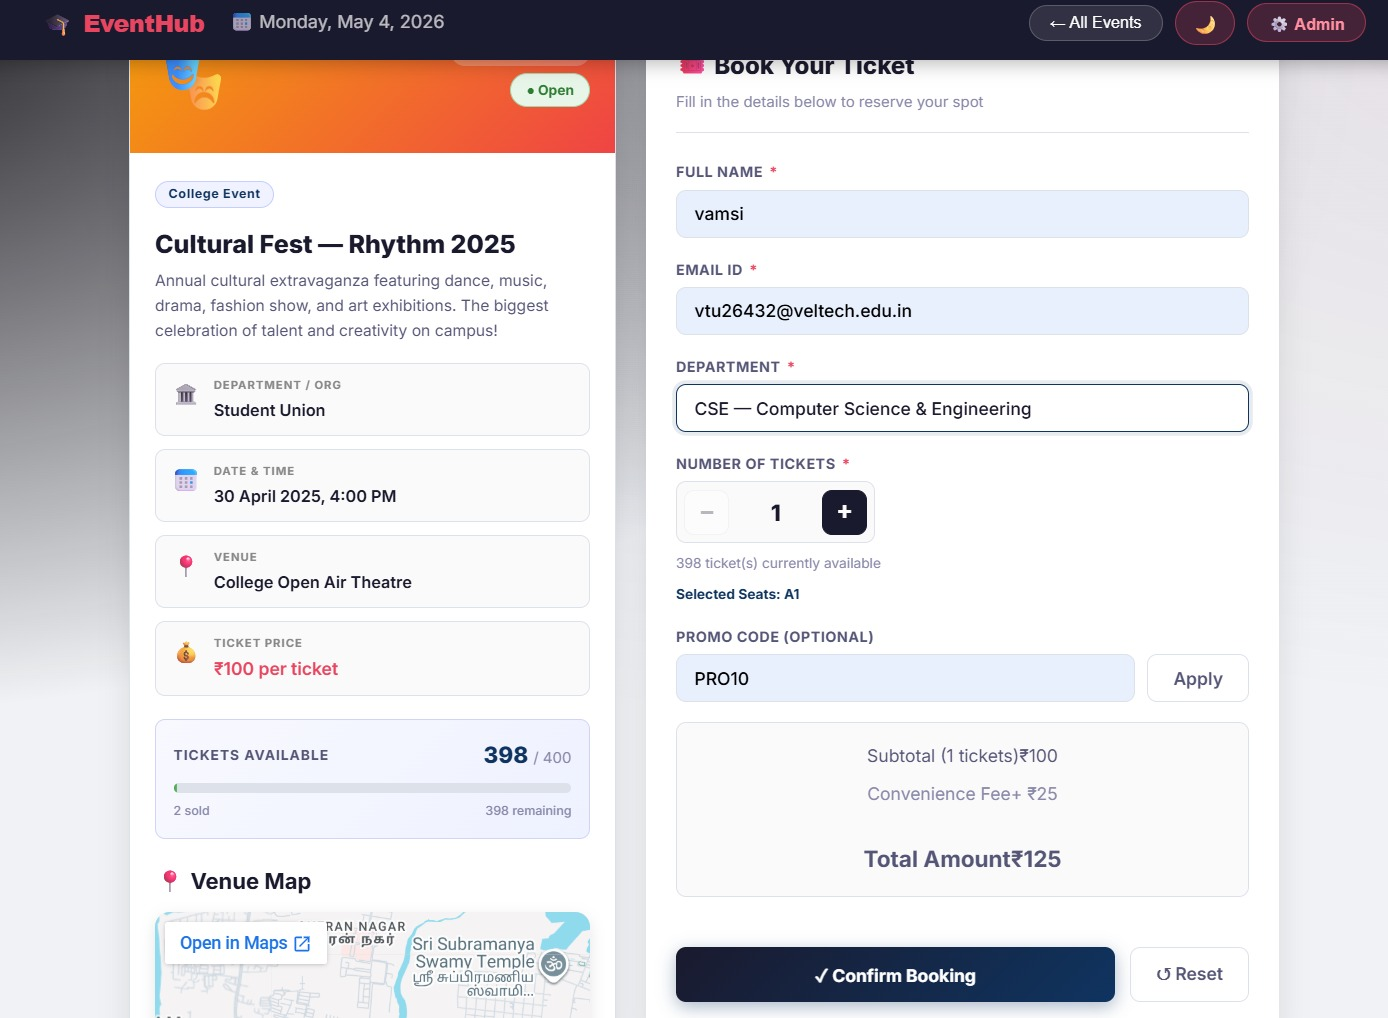 EventHub
Monday, May 4, 2026
← All Events
Admin
● Open
College Event
Cultural Fest — Rhythm 2025
Annual cultural extravaganza featuring dance, music,
drama, fashion show, and art exhibitions. The biggest
celebration of talent and creativity on campus!
DEPARTMENT / ORG
Student Union
DATE & TIME
30 April 2025, 4:00 PM
VENUE
College Open Air Theatre
TICKET PRICE
₹100 per ticket
TICKETS AVAILABLE
398 / 400
2 sold
398 remaining
Venue Map
Open in Maps
RAN NAGAR
ரன் நகர்
Sri Subramanya
Swamy Temple
ஸ்ரீ சுப்பிரமணிய
ஸ்வாமி...
Book Your Ticket
Fill in the details below to reserve your spot
FULL NAME *
vamsi
EMAIL ID *
vtu26432@veltech.edu.in
DEPARTMENT *
CSE — Computer Science & Engineering
NUMBER OF TICKETS *
− 1 +
398 ticket(s) currently available
Selected Seats: A1
PROMO CODE (OPTIONAL)
PRO10
Apply
Subtotal (1 tickets)₹100
Convenience Fee+ ₹25
Total Amount₹125
✓ Confirm Booking
↺ Reset